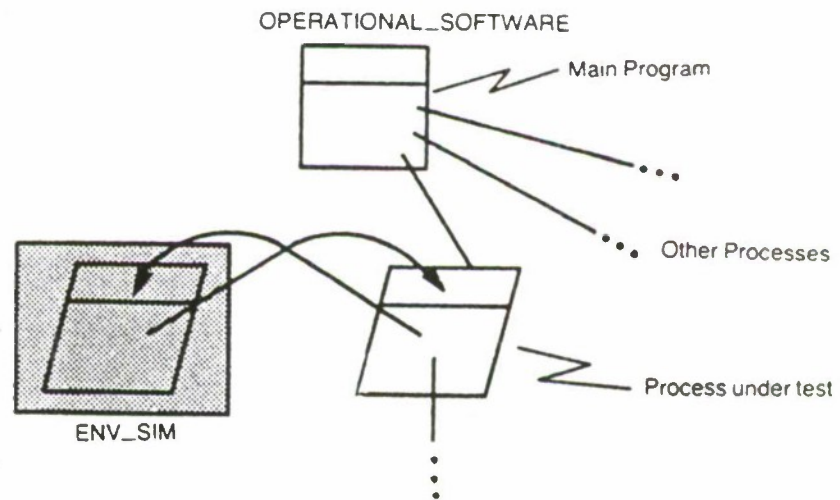 OPERATIONAL_SOFTWARE
Main Program
Other Processes
Process under test
ENV_SIM